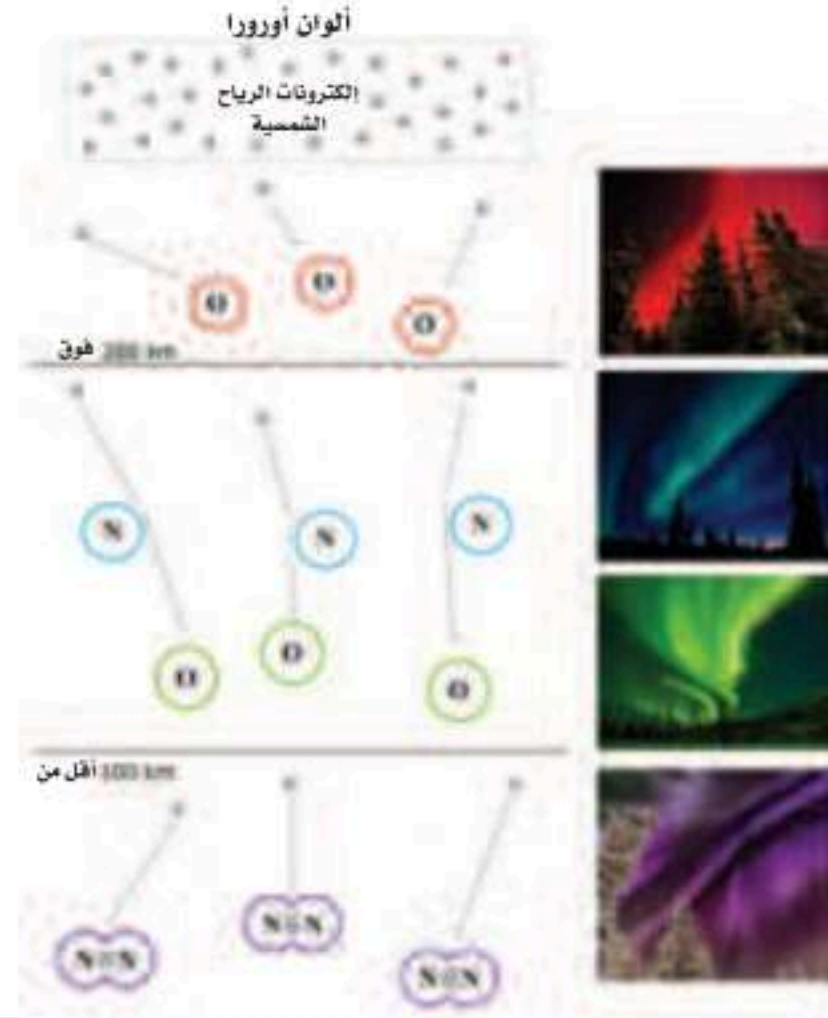 ألوان أورورا
إلكترونات الرياح
الشمسية
O
O
O
فوق 200 km
N
N
N
O
O
O
أقل من 100 km
N≡N
N≡N
N≡N